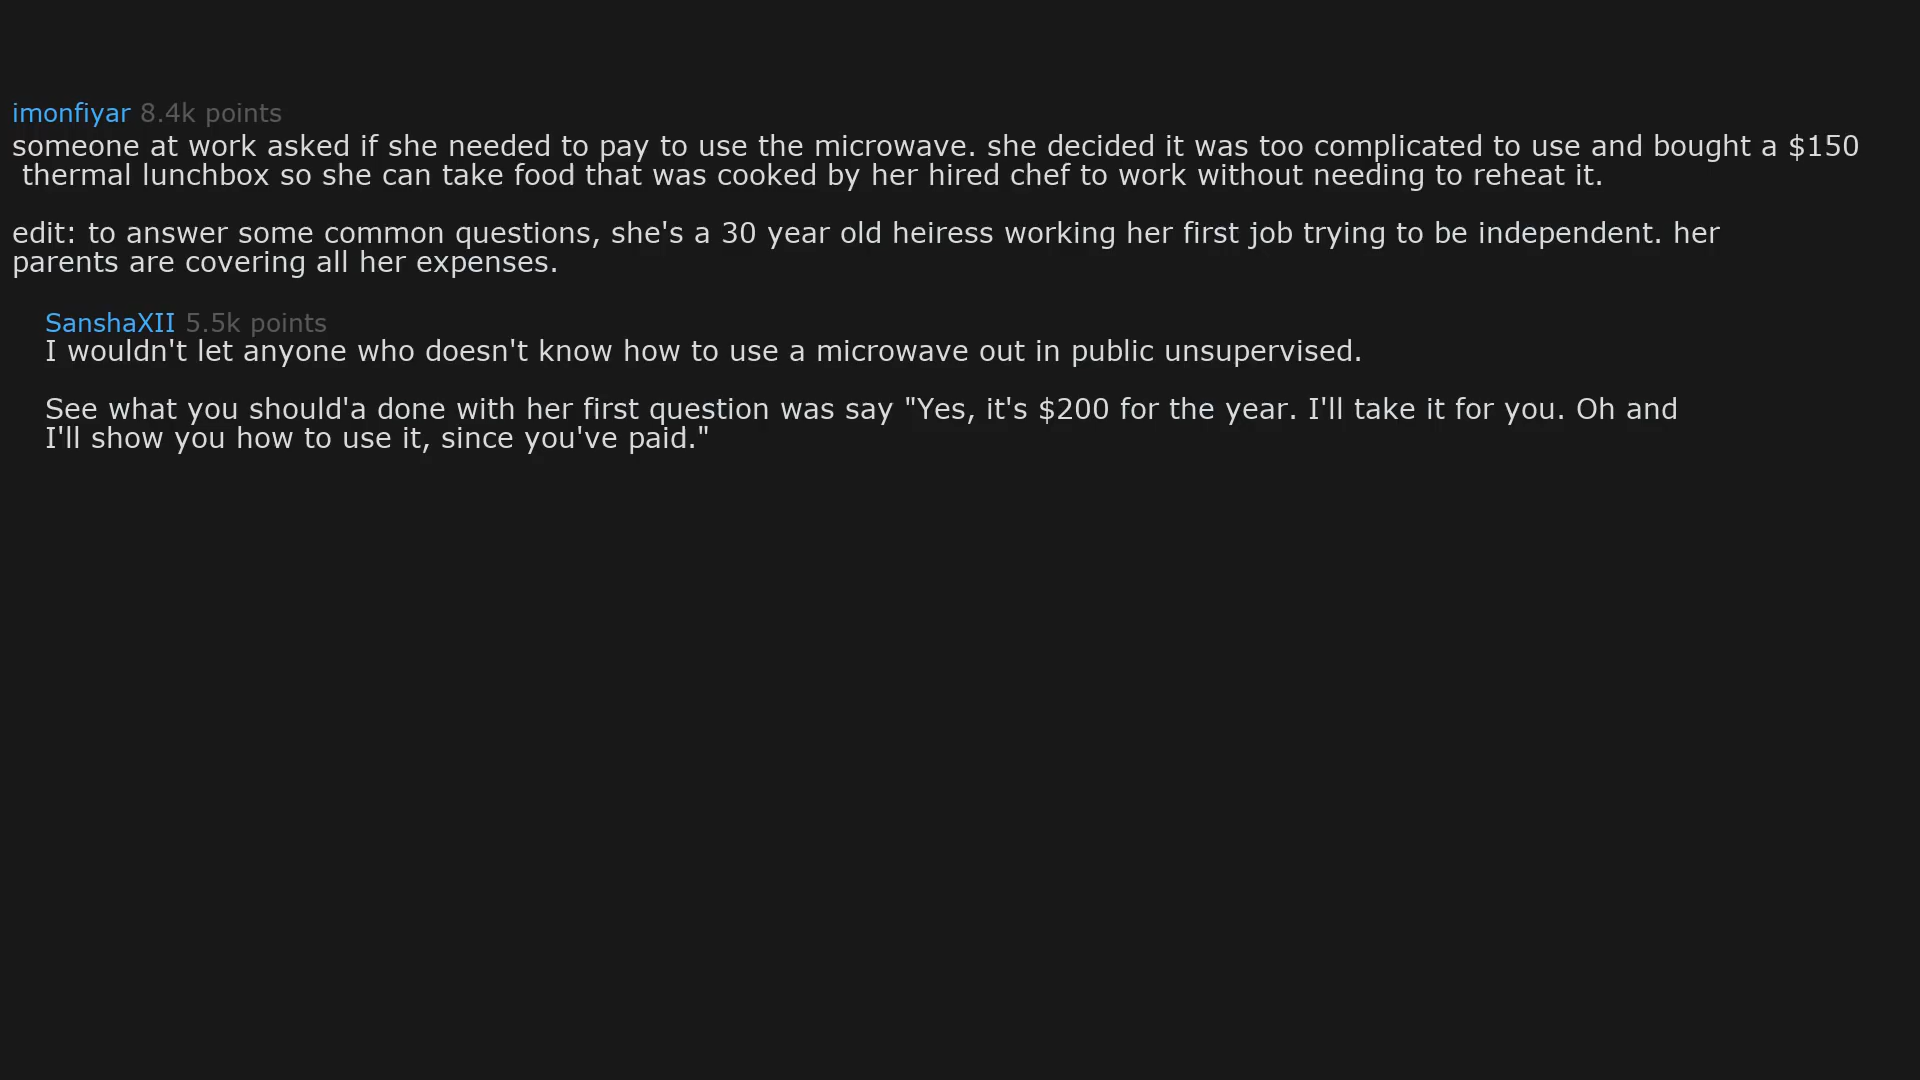 imonfiyar 8.4k points
someone at work asked if she needed to pay to use the microwave. she decided it was too complicated to use and bought a $150
thermal lunchbox so she can take food that was cooked by her hired chef to work without needing to reheat it.
edit: to answer some common questions, she's a 30 year old heiress working her first job trying to be independent. her
parents are covering all her expenses.
SanshaXII 5.5k points
I wouldn't let anyone who doesn't know how to use a microwave out in public unsupervised.
See what you should'a done with her first question was say "Yes, it's $200 for the year. I'll take it for you. Oh and
I'll show you how to use it, since you've paid."